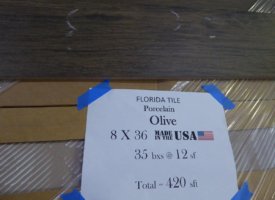 FLORIDA TILE
Porcelain
Olive
8 X 36 MADE IN THE USA
35 bxs @ 12 sf
Total ~ 420 sft